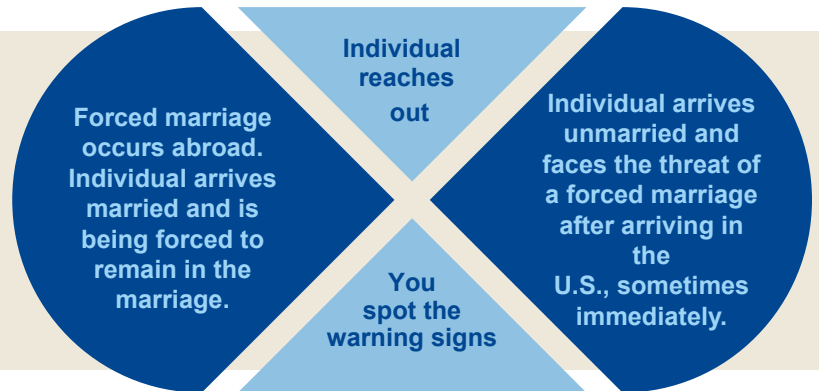 Forced marriage
occurs abroad.
Individual arrives
married and is
being forced to
remain in the
marriage.
Individual
reaches
out
You
spot the
warning signs
Individual arrives
unmarried and
faces the threat of
a forced marriage
after arriving in
the
U.S., sometimes
immediately.